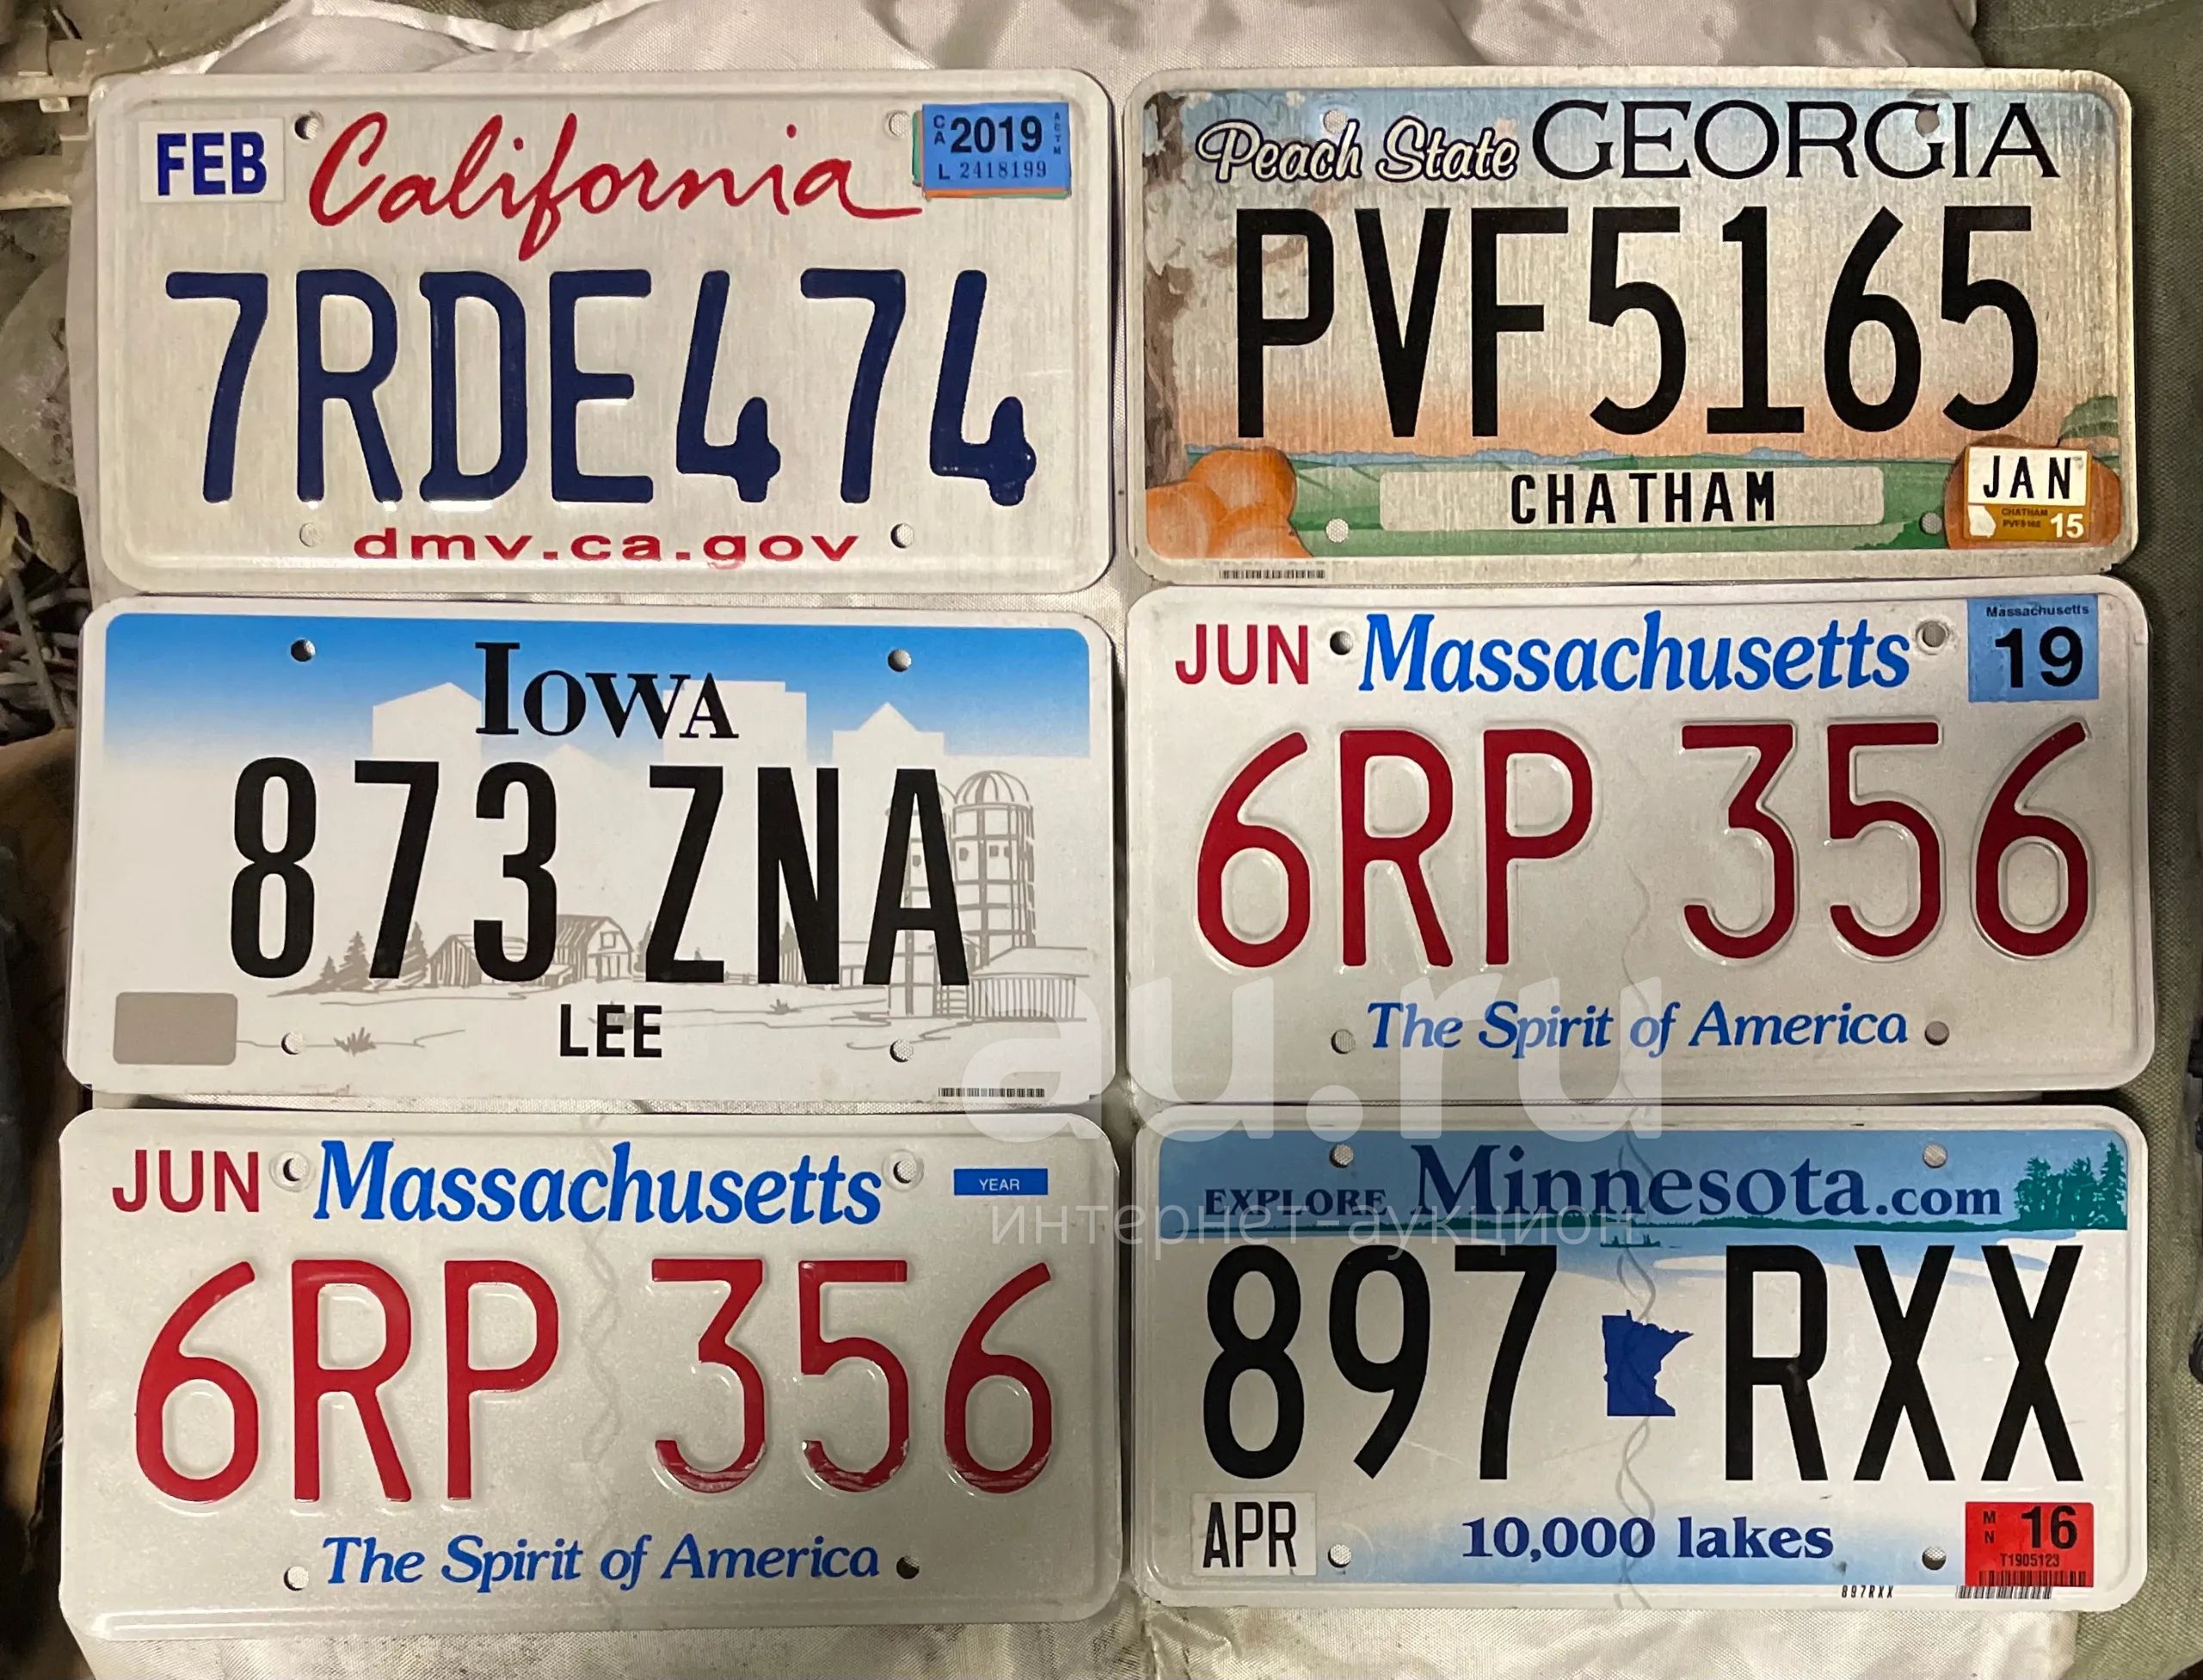 FEB
California
CA 2019 ACTM
L 2418199
7RDE474
dmv.ca.gov
Peach State GEORGIA
PVF5165
CHATHAM
JAN
CHATHAM
15
IOWA
873 ZNA
LEE
JUN Massachusetts
Massachusetts
19
6RP 356
The Spirit of America
JUN Massachusetts
YEAR
6RP 356
The Spirit of America
EXPLORE Minnesota.com
897 RXX
APR
10,000 lakes
MN 16
T1905123
897RXX
au.ru
интернет-аукцион